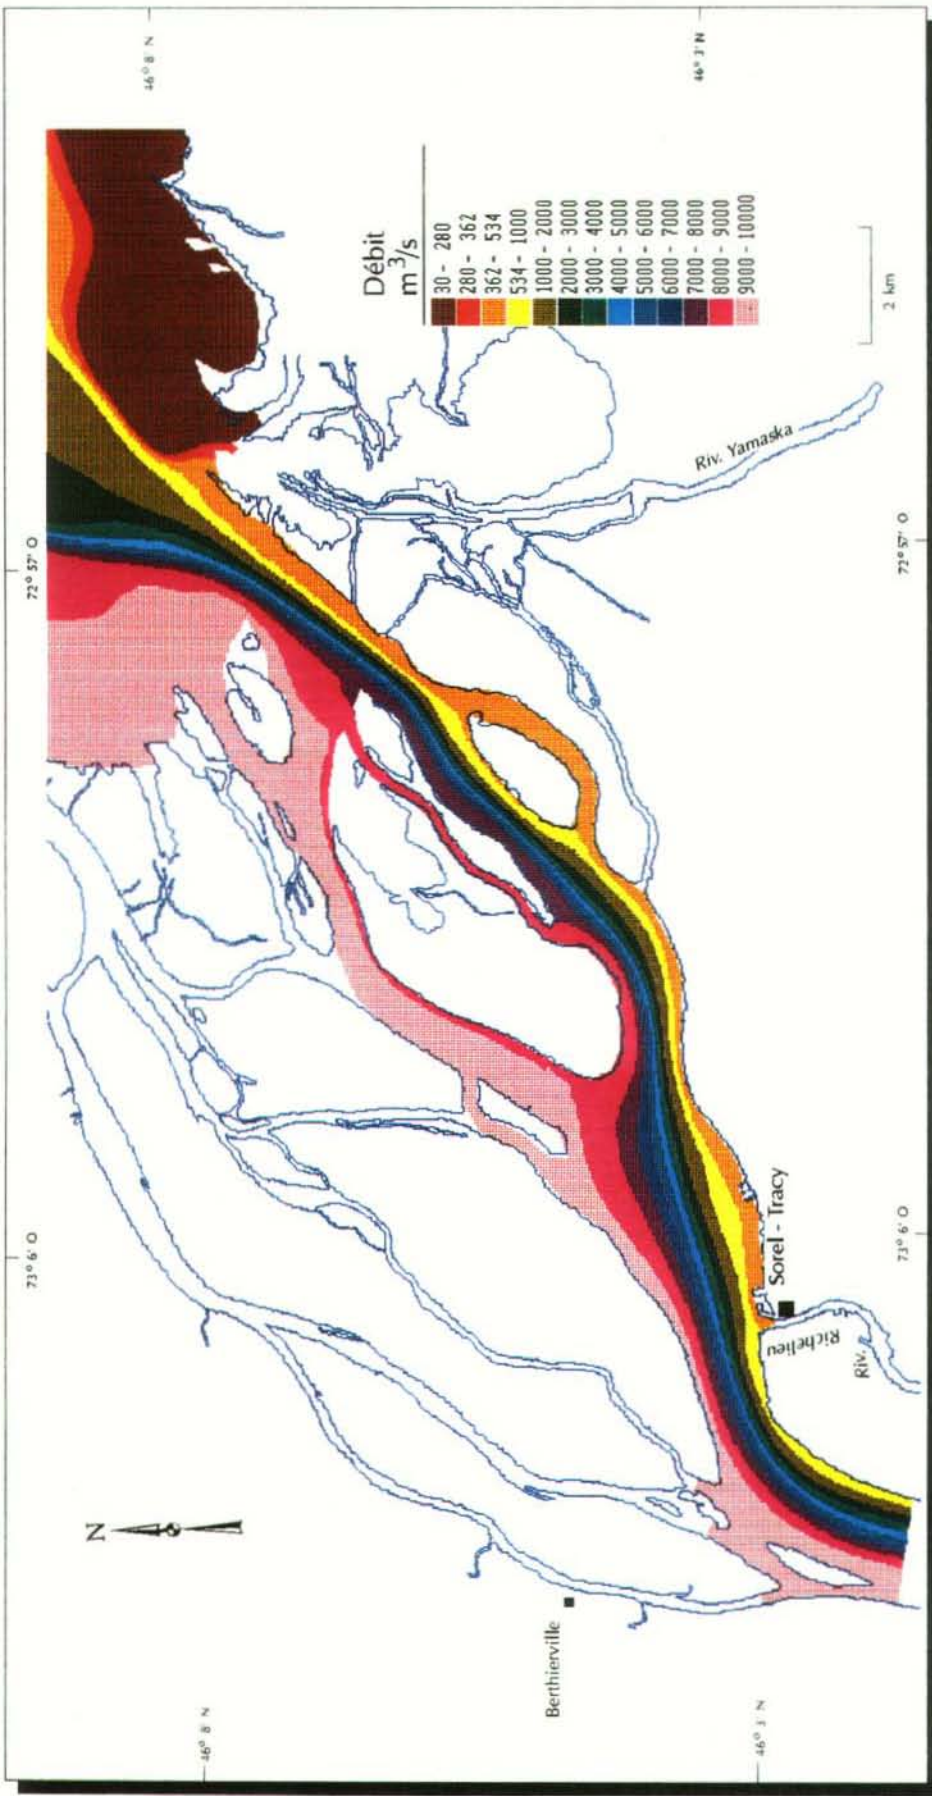 46° 8' N
46° 3' N
72° 57' O
72° 57' O
73° 6' O
73° 6' O
46° 8' N
46° 3' N
Débit
m³/s
30 - 280
280 - 362
362 - 534
534 - 1000
1000 - 2000
2000 - 3000
3000 - 4000
4000 - 5000
5000 - 6000
6000 - 7000
7000 - 8000
8000 - 9000
9000 - 10000
2 km
Riv. Yamaska
Sorel - Tracy
Riv. Richelieu
Berthierville
N